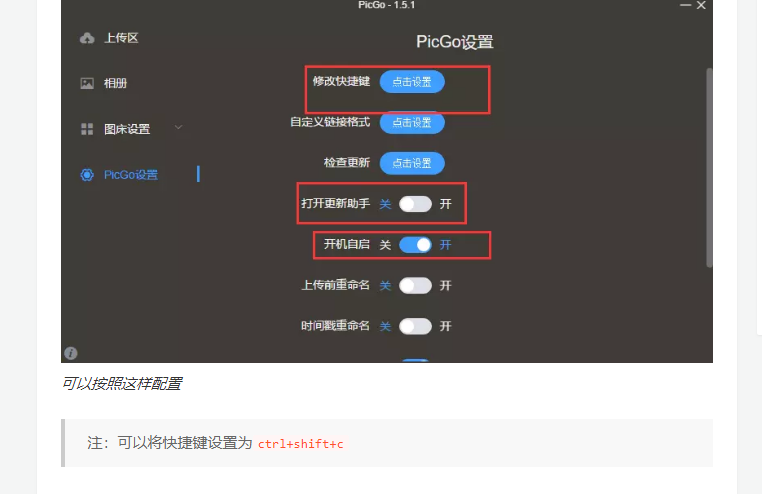 PicGo - 1.5.1
上传区
PicGo设置
修改快捷键 点击设置
相册
自定义链接格式 点击设置
图床设置
检查更新 点击设置
PicGo设置
打开更新助手 关 开
开机自启 关 开
上传前重命名 关 开
时间戳重命名 关 开
可以按照这样配置
注：可以将快捷键设置为 ctrl+shift+c